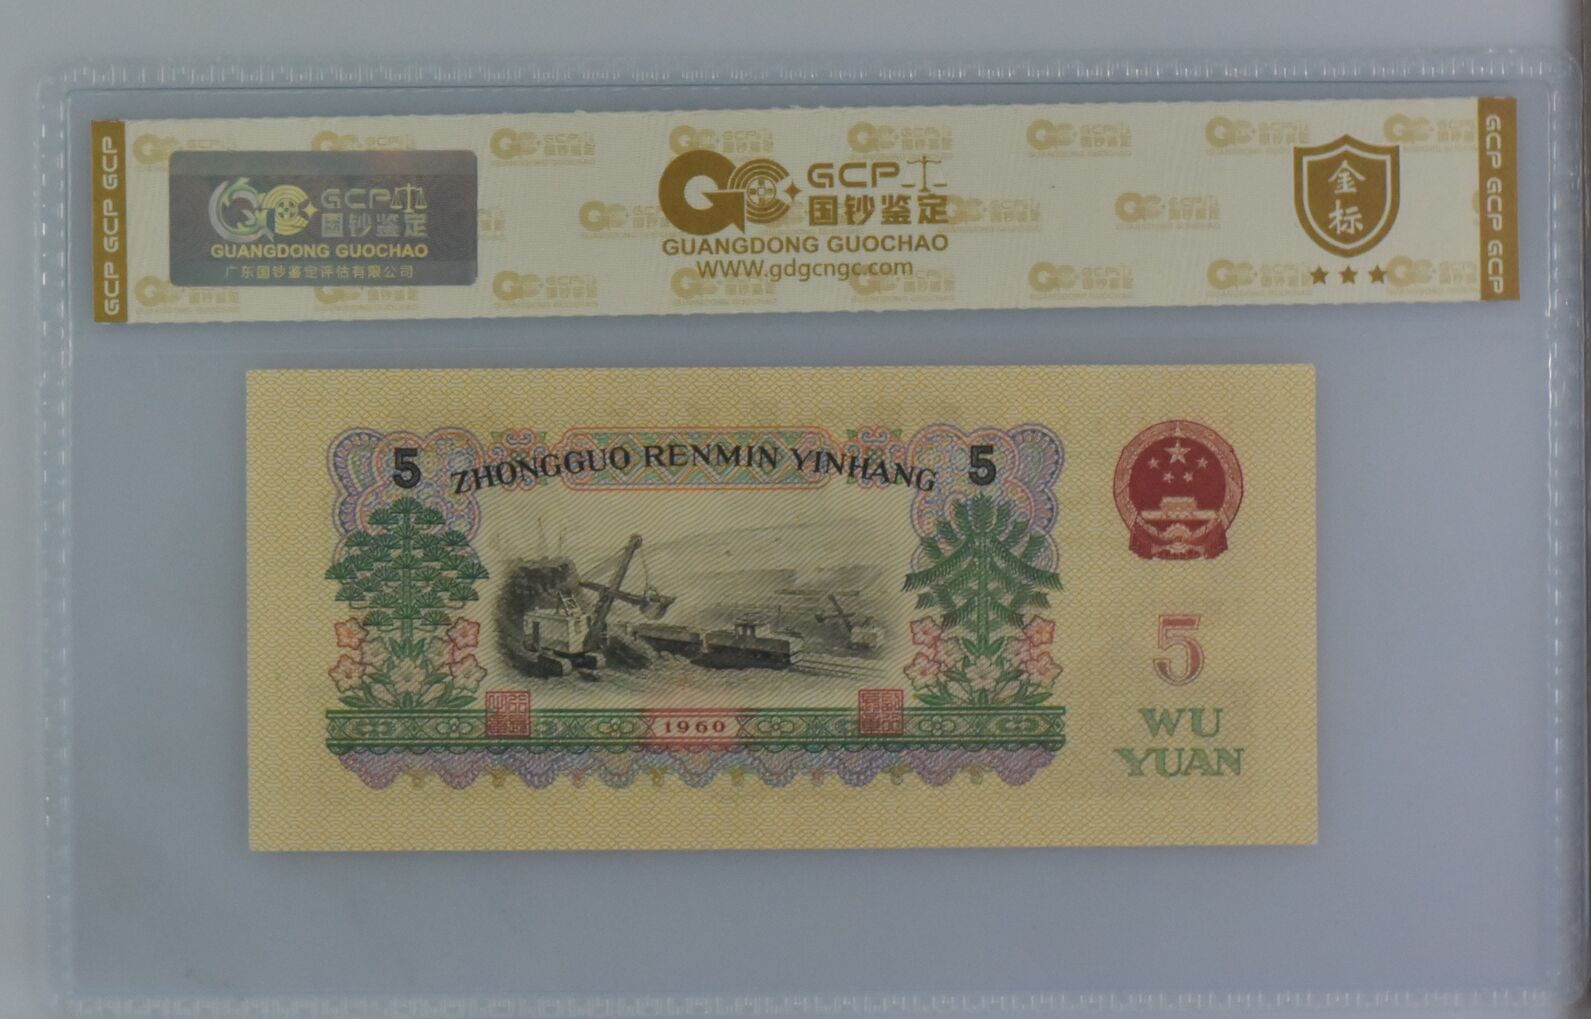 GCP GCP GCP
GCP
国钞鉴定
GUANGDONG GUOCHAO
广东国钞鉴定评估有限公司
GCP
国钞鉴定
GUANGDONG GUOCHAO
WWW.gdgcngc.com
金
标
GCP GCP GCP
5
ZHONGGUO RENMIN YINHANG
5
1960
5
WU
YUAN